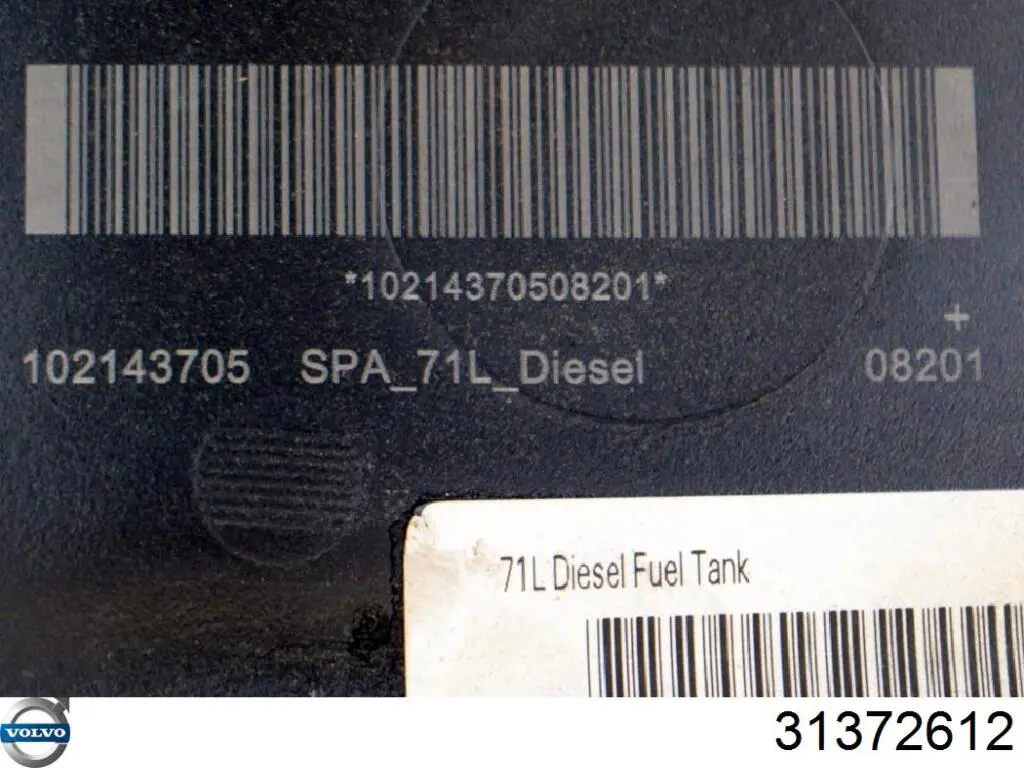 *10214370508201*
+
102143705 SPA_71L_Diesel 08201
71L Diesel Fuel Tank
VOLVO 31372612